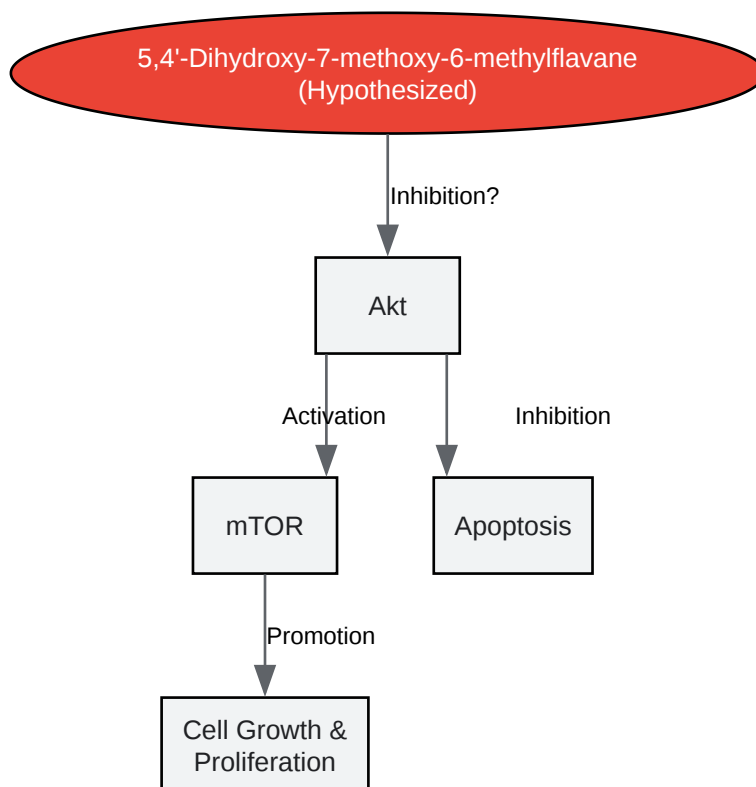 5,4'-Dihydroxy-7-methoxy-6-methylflavane
(Hypothesized)
Inhibition?
Akt
Activation
Inhibition
mTOR
Apoptosis
Promotion
Cell Growth &
Proliferation